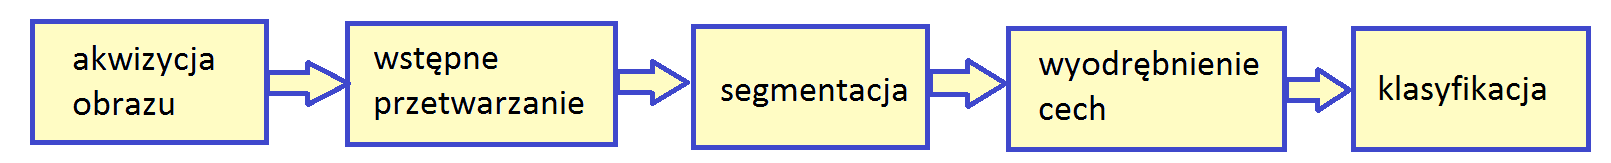 akwizycja
obrazu
wstępne
przetwarzanie
segmentacja
wyodrębnienie
cech
klasyfikacja